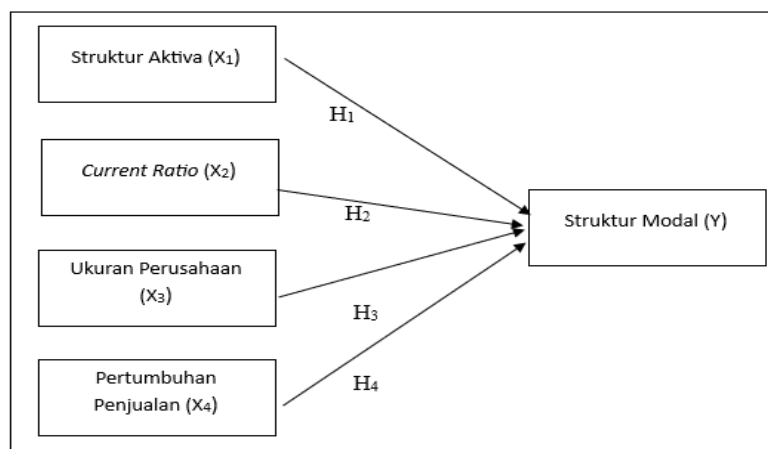 Struktur Aktiva (X₁)
H₁
Current Ratio (X₂)
H₂
Struktur Modal (Y)
Ukuran Perusahaan
(X₃)
H₃
Pertumbuhan
Penjualan (X₄)
H₄